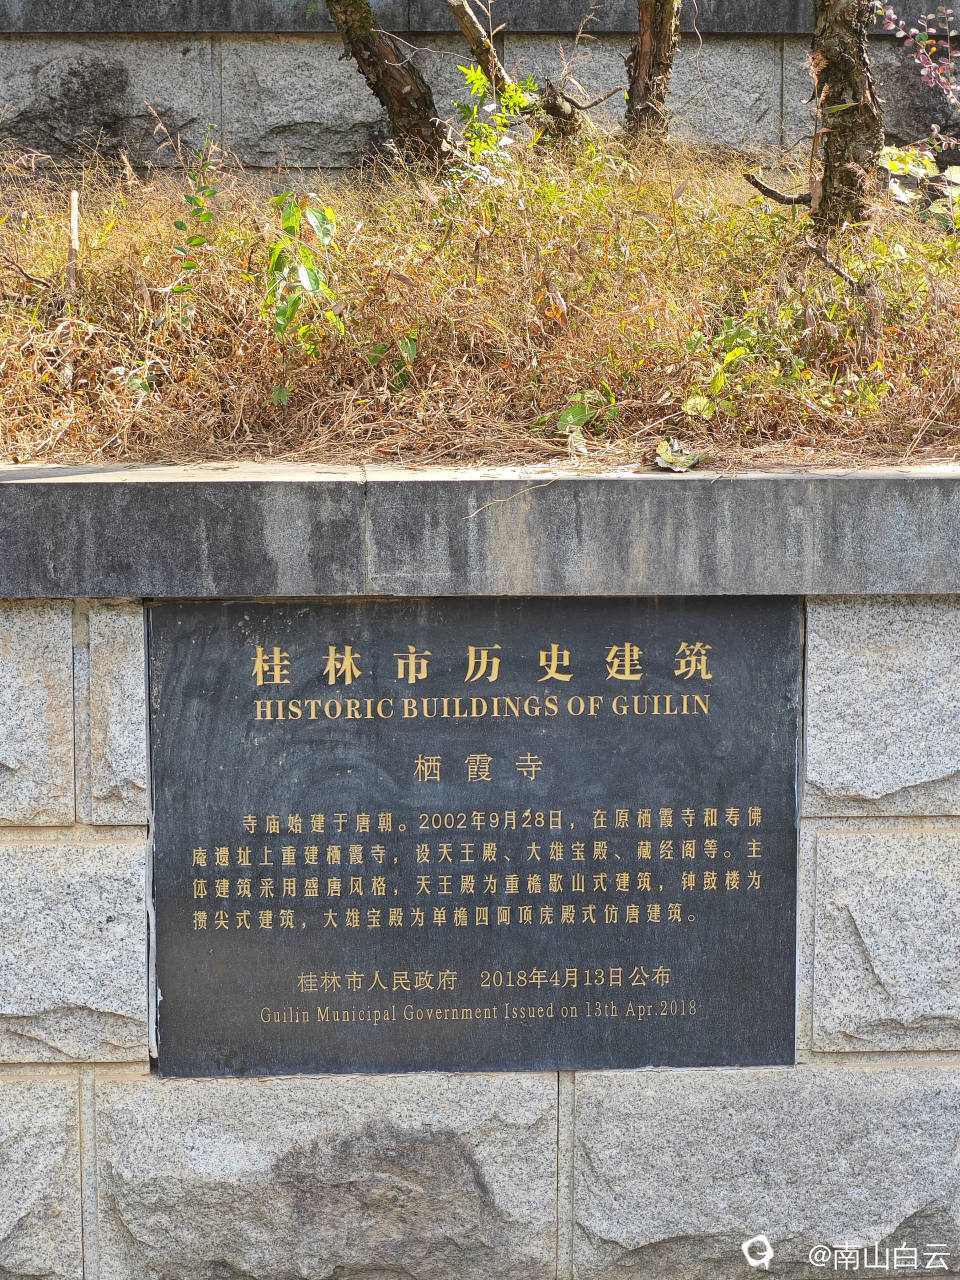 桂林市历史建筑
HISTORIC BUILDINGS OF GUILIN
栖霞寺
寺庙始建于唐朝。2002年9月28日，在原栖霞寺和寿佛
庵遗址上重建栖霞寺，设天王殿、大雄宝殿、藏经阁等。主
体建筑采用盛唐风格，天王殿为重檐歇山式建筑，钟鼓楼为
攒尖式建筑，大雄宝殿为单檐四阿顶庑殿式仿唐建筑。
桂林市人民政府 2018年4月13日公布
Guilin Municipal Government Issued on 13th Apr.2018
@南山白云